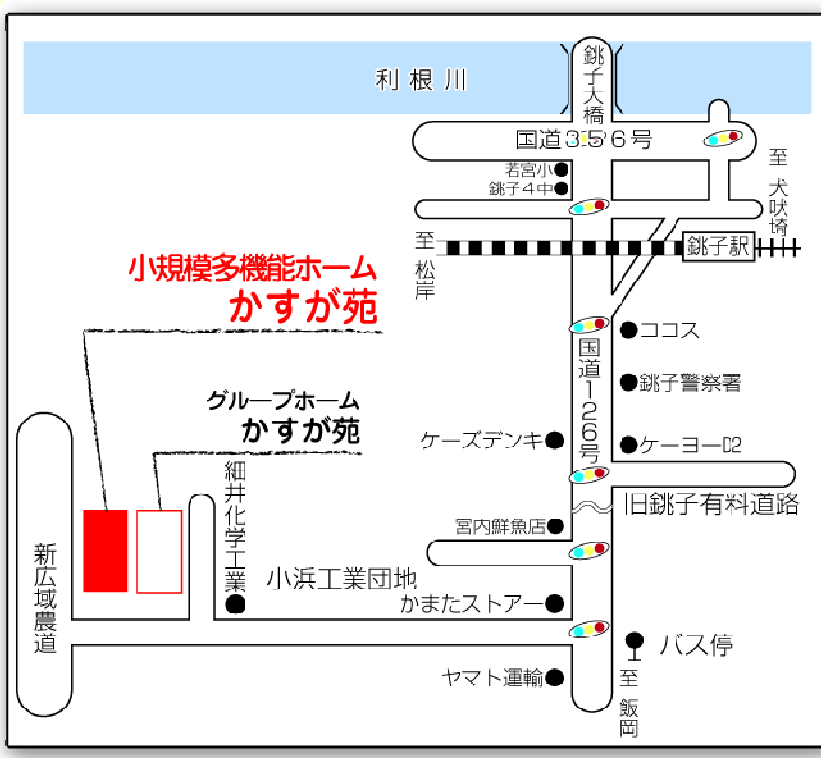 利根川
銚子大橋
国道356号
若宮小
銚子4中
至犬吠埼
至松岸
銚子駅
小規模多機能ホーム
かすが苑
ココス
国道126号
銚子警察署
グループホーム
かすが苑
ケーズデンキ
ケーヨーD2
細井化学工業
旧銚子有料道路
宮内鮮魚店
新広域農道
小浜工業団地
かまたストアー
バス停
ヤマト運輸
至飯岡